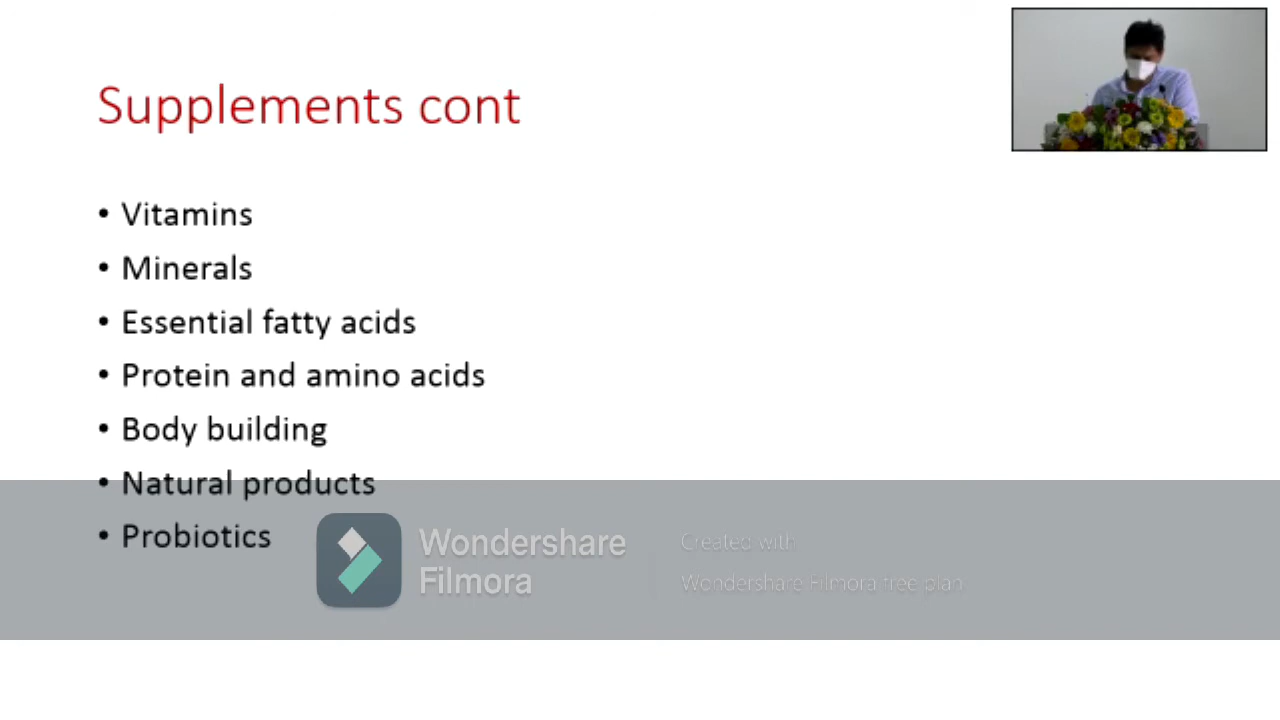 Supplements cont
• Vitamins
• Minerals
• Essential fatty acids
• Protein and amino acids
• Body building
• Natural products
• Probiotics
Wondershare
Filmora
Created with
Wondershare Filmora free plan